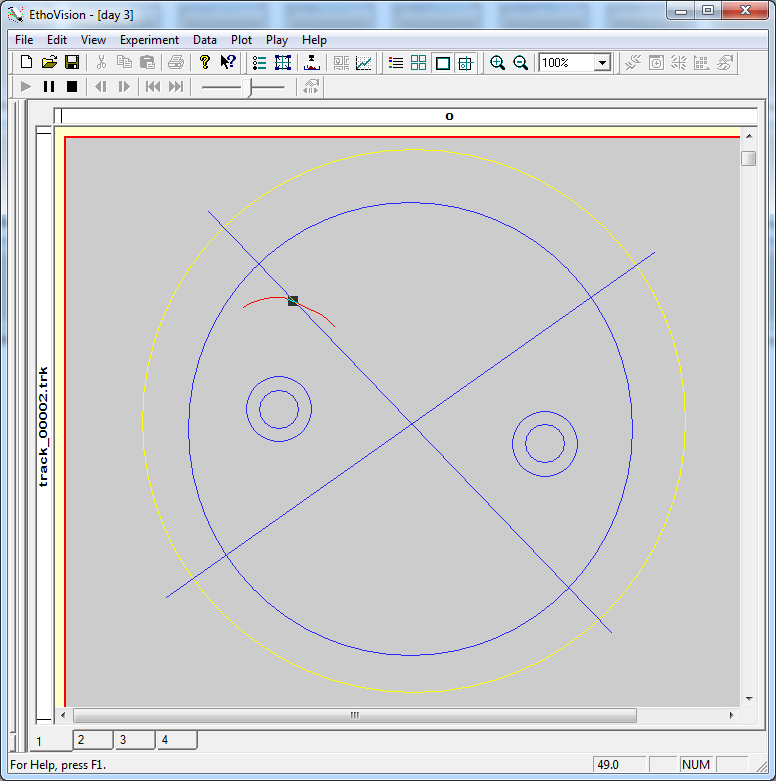 EthoVision - [day 3]
File Edit View Experiment Data Plot Play Help
100%
o
track_00002.trk
1 2 3 4
For Help, press F1. 49.0 NUM